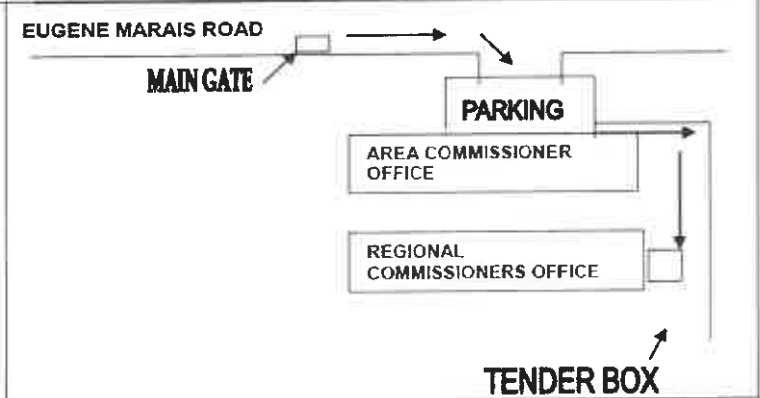 EUGENE MARAIS ROAD
MAIN GATE
PARKING
AREA COMMISSIONER
OFFICE
REGIONAL
COMMISSIONERS OFFICE
TENDER BOX